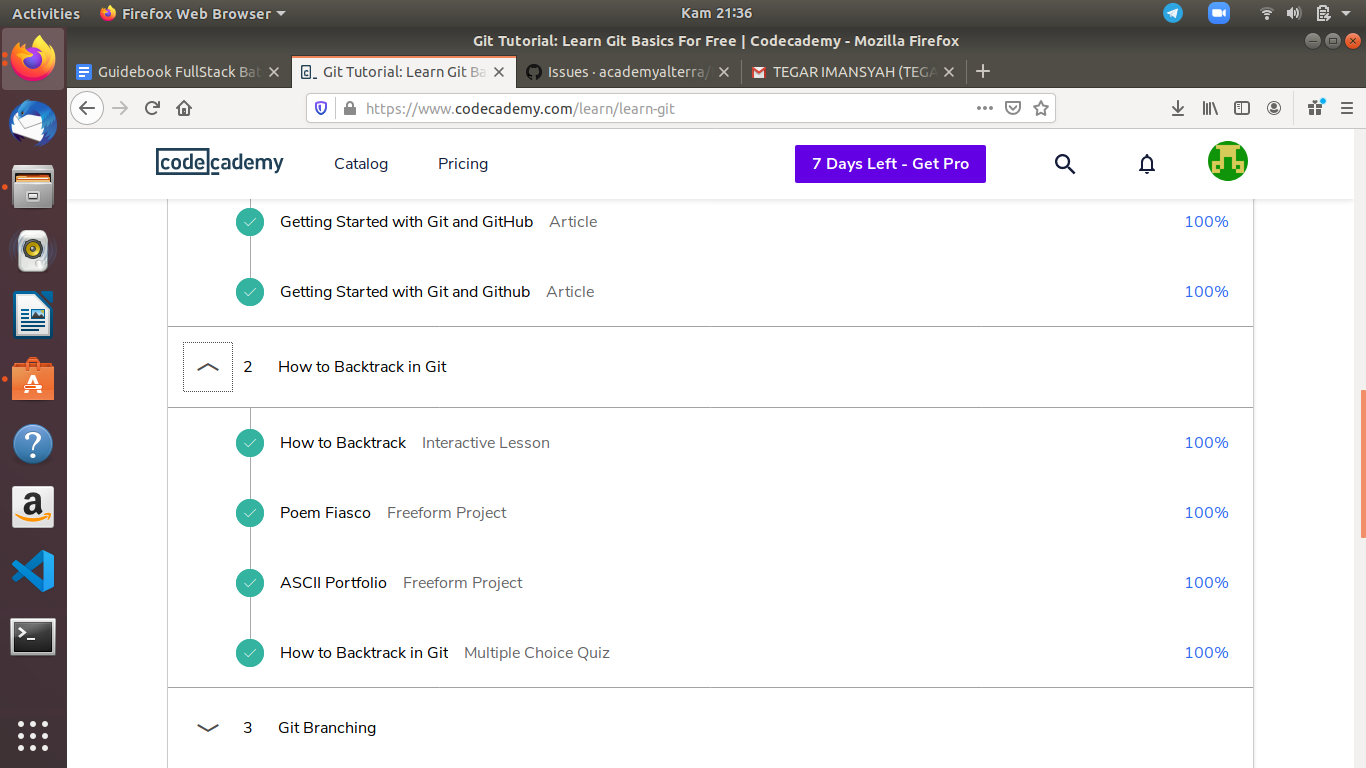 Activities Firefox Web Browser Kam 21:36
Git Tutorial: Learn Git Basics For Free | Codecademy - Mozilla Firefox
Guidebook FullStack Bat Git Tutorial: Learn Git Ba Issues · academyalterra/ TEGAR IMANSYAH (TEGA
https://www.codecademy.com/learn/learn-git
codecademy Catalog Pricing 7 Days Left - Get Pro
Getting Started with Git and GitHub Article 100%
Getting Started with Git and Github Article 100%
2 How to Backtrack in Git
How to Backtrack Interactive Lesson 100%
Poem Fiasco Freeform Project 100%
ASCII Portfolio Freeform Project 100%
How to Backtrack in Git Multiple Choice Quiz 100%
3 Git Branching